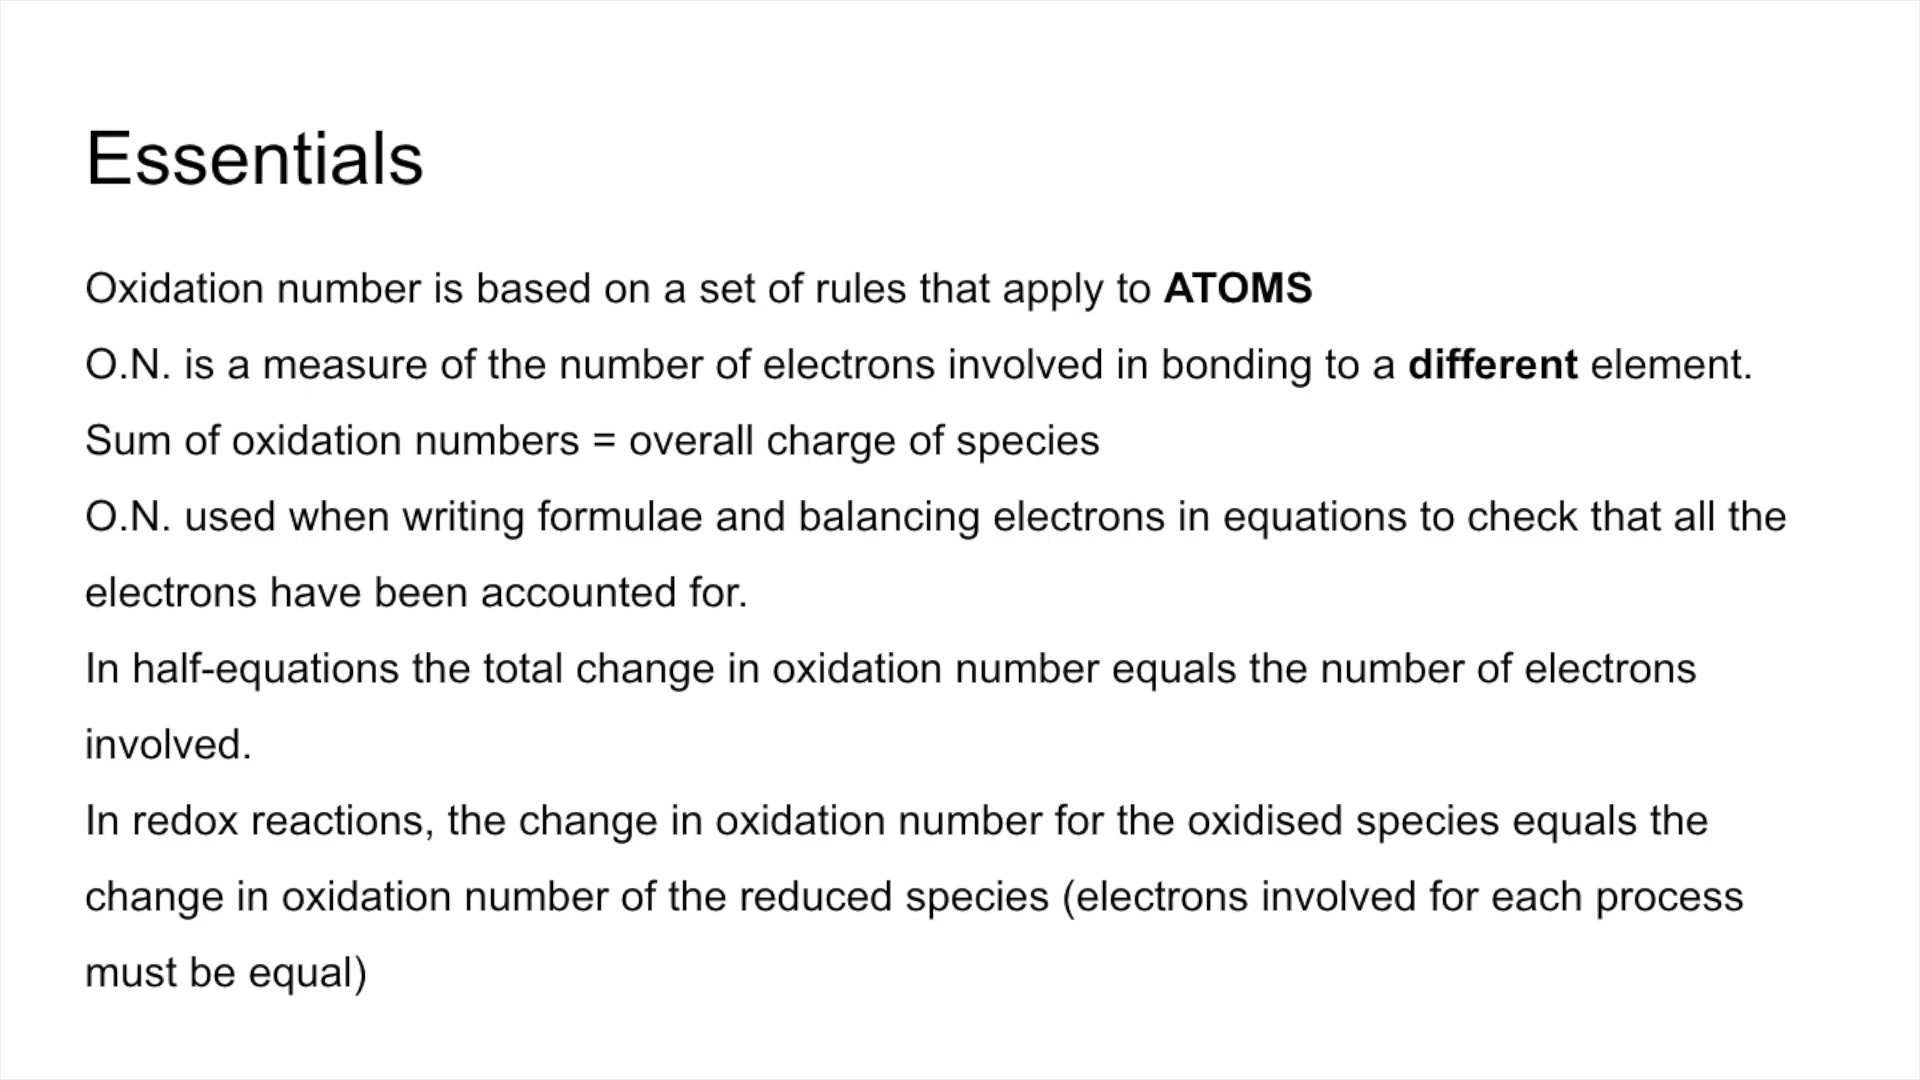 Essentials
Oxidation number is based on a set of rules that apply to ATOMS
O.N. is a measure of the number of electrons involved in bonding to a different element.
Sum of oxidation numbers = overall charge of species
O.N. used when writing formulae and balancing electrons in equations to check that all the
electrons have been accounted for.
In half-equations the total change in oxidation number equals the number of electrons
involved.
In redox reactions, the change in oxidation number for the oxidised species equals the
change in oxidation number of the reduced species (electrons involved for each process
must be equal)